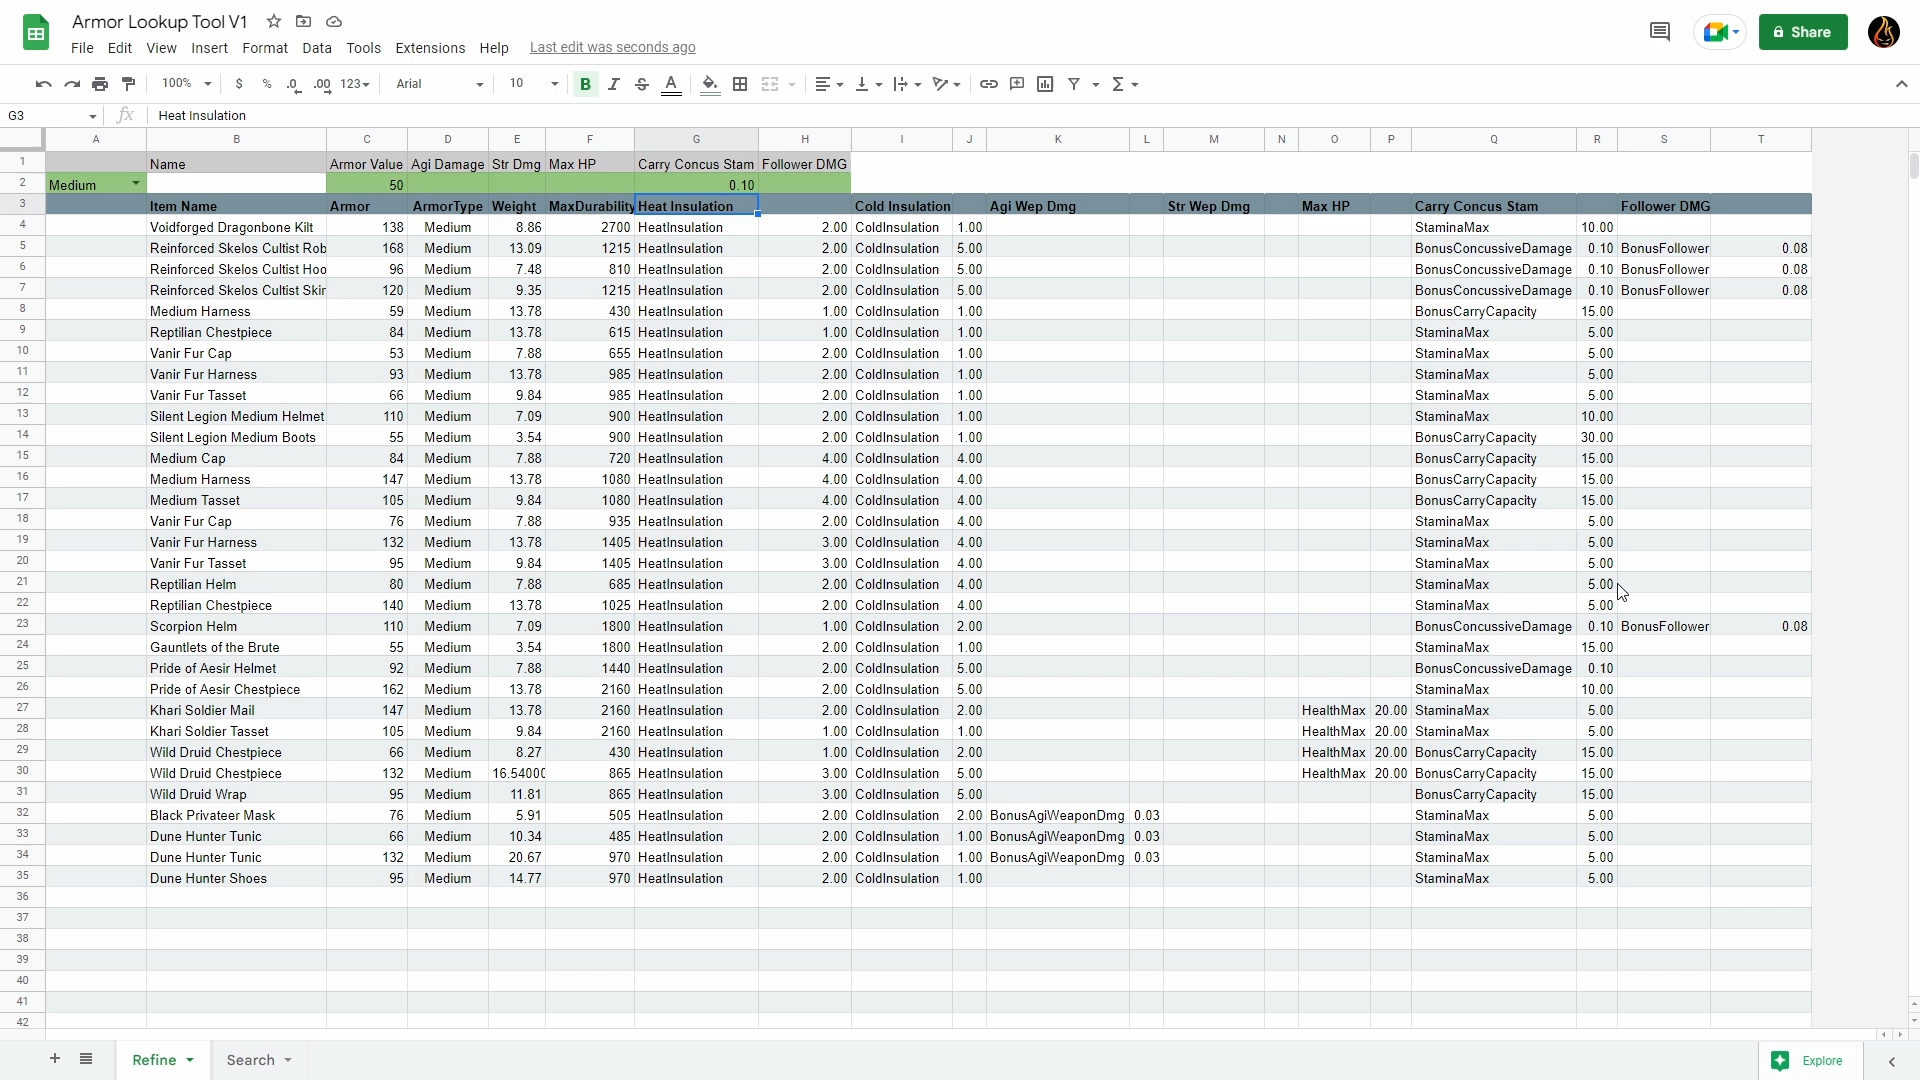 Armor Lookup Tool V1
File Edit View Insert Format Data Tools Extensions Help Last edit was seconds ago
Share
100% $ % .0 .00 123 Arial 10 B I S A
G3 fx Heat Insulation
A B C D E F G H I J K L M N O P Q R S T
1 Name Armor Value Agi Damage Str Dmg Max HP Carry Concus Stam Follower DMG
2 Medium 50 0.10
3 Item Name Armor ArmorType Weight MaxDurability Heat Insulation Cold Insulation Agi Wep Dmg Str Wep Dmg Max HP Carry Concus Stam Follower DMG
4 Voidforged Dragonbone Kilt 138 Medium 8.86 2700 HeatInsulation 2.00 ColdInsulation 1.00 StaminaMax 10.00
5 Reinforced Skelos Cultist Rob 168 Medium 13.09 1215 HeatInsulation 2.00 ColdInsulation 5.00 BonusConcussiveDamage 0.10 BonusFollower 0.08
6 Reinforced Skelos Cultist Hoo 96 Medium 7.48 810 HeatInsulation 2.00 ColdInsulation 5.00 BonusConcussiveDamage 0.10 BonusFollower 0.08
7 Reinforced Skelos Cultist Skir 120 Medium 9.35 1215 HeatInsulation 2.00 ColdInsulation 5.00 BonusConcussiveDamage 0.10 BonusFollower 0.08
8 Medium Harness 59 Medium 13.78 430 HeatInsulation 1.00 ColdInsulation 1.00 BonusCarryCapacity 15.00
9 Reptilian Chestpiece 84 Medium 13.78 615 HeatInsulation 1.00 ColdInsulation 1.00 StaminaMax 5.00
10 Vanir Fur Cap 53 Medium 7.88 655 HeatInsulation 2.00 ColdInsulation 1.00 StaminaMax 5.00
11 Vanir Fur Harness 93 Medium 13.78 985 HeatInsulation 2.00 ColdInsulation 1.00 StaminaMax 5.00
12 Vanir Fur Tasset 66 Medium 9.84 985 HeatInsulation 2.00 ColdInsulation 1.00 StaminaMax 5.00
13 Silent Legion Medium Helmet 110 Medium 7.09 900 HeatInsulation 2.00 ColdInsulation 1.00 StaminaMax 10.00
14 Silent Legion Medium Boots 55 Medium 3.54 900 HeatInsulation 2.00 ColdInsulation 1.00 BonusCarryCapacity 30.00
15 Medium Cap 84 Medium 7.88 720 HeatInsulation 4.00 ColdInsulation 4.00 BonusCarryCapacity 15.00
16 Medium Harness 147 Medium 13.78 1080 HeatInsulation 4.00 ColdInsulation 4.00 BonusCarryCapacity 15.00
17 Medium Tasset 105 Medium 9.84 1080 HeatInsulation 4.00 ColdInsulation 4.00 BonusCarryCapacity 15.00
18 Vanir Fur Cap 76 Medium 7.88 935 HeatInsulation 2.00 ColdInsulation 4.00 StaminaMax 5.00
19 Vanir Fur Harness 132 Medium 13.78 1405 HeatInsulation 3.00 ColdInsulation 4.00 StaminaMax 5.00
20 Vanir Fur Tasset 95 Medium 9.84 1405 HeatInsulation 3.00 ColdInsulation 4.00 StaminaMax 5.00
21 Reptilian Helm 80 Medium 7.88 685 HeatInsulation 2.00 ColdInsulation 4.00 StaminaMax 5.00
22 Reptilian Chestpiece 140 Medium 13.78 1025 HeatInsulation 2.00 ColdInsulation 4.00 StaminaMax 5.00
23 Scorpion Helm 110 Medium 7.09 1800 HeatInsulation 1.00 ColdInsulation 2.00 BonusConcussiveDamage 0.10 BonusFollower 0.08
24 Gauntlets of the Brute 55 Medium 3.54 1800 HeatInsulation 2.00 ColdInsulation 1.00 StaminaMax 15.00
25 Pride of Aesir Helmet 92 Medium 7.88 1440 HeatInsulation 2.00 ColdInsulation 5.00 BonusConcussiveDamage 0.10
26 Pride of Aesir Chestpiece 162 Medium 13.78 2160 HeatInsulation 2.00 ColdInsulation 5.00 StaminaMax 10.00
27 Khari Soldier Mail 147 Medium 13.78 2160 HeatInsulation 2.00 ColdInsulation 2.00 HealthMax 20.00 StaminaMax 5.00
28 Khari Soldier Tasset 105 Medium 9.84 2160 HeatInsulation 1.00 ColdInsulation 1.00 HealthMax 20.00 StaminaMax 5.00
29 Wild Druid Chestpiece 66 Medium 8.27 430 HeatInsulation 1.00 ColdInsulation 2.00 HealthMax 20.00 BonusCarryCapacity 15.00
30 Wild Druid Chestpiece 132 Medium 16.5400 865 HeatInsulation 3.00 ColdInsulation 5.00 HealthMax 20.00 BonusCarryCapacity 15.00
31 Wild Druid Wrap 95 Medium 11.81 865 HeatInsulation 3.00 ColdInsulation 5.00 BonusCarryCapacity 15.00
32 Black Privateer Mask 76 Medium 5.91 505 HeatInsulation 2.00 ColdInsulation 2.00 BonusAgiWeaponDmg 0.03 StaminaMax 5.00
33 Dune Hunter Tunic 66 Medium 10.34 485 HeatInsulation 2.00 ColdInsulation 1.00 BonusAgiWeaponDmg 0.03 StaminaMax 5.00
34 Dune Hunter Tunic 132 Medium 20.67 970 HeatInsulation 2.00 ColdInsulation 1.00 BonusAgiWeaponDmg 0.03 StaminaMax 5.00
35 Dune Hunter Shoes 95 Medium 14.77 970 HeatInsulation 2.00 ColdInsulation 1.00 StaminaMax 5.00
36
37
38
39
40
41
42
Refine Search Explore